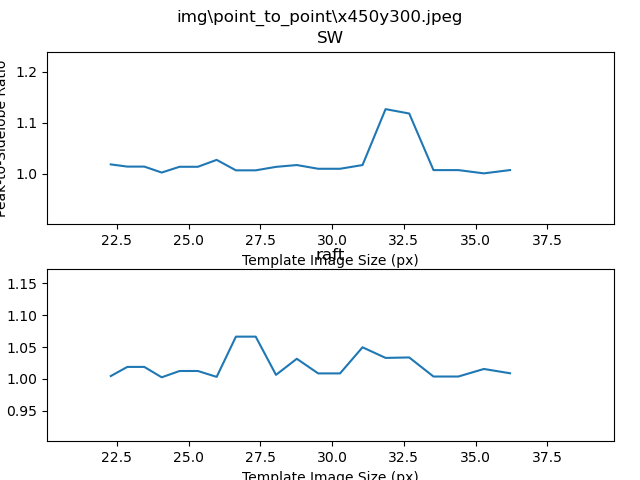 img\point_to_point\x450y300.jpeg
SW
Peak-to-Sidelobe Ratio
1.2
1.1
1.0
22.5 25.0 27.5 30.0 32.5 35.0 37.5
Template Image Size (px)
raft
1.15
1.10
1.05
1.00
0.95
22.5 25.0 27.5 30.0 32.5 35.0 37.5
Template Image Size (px)